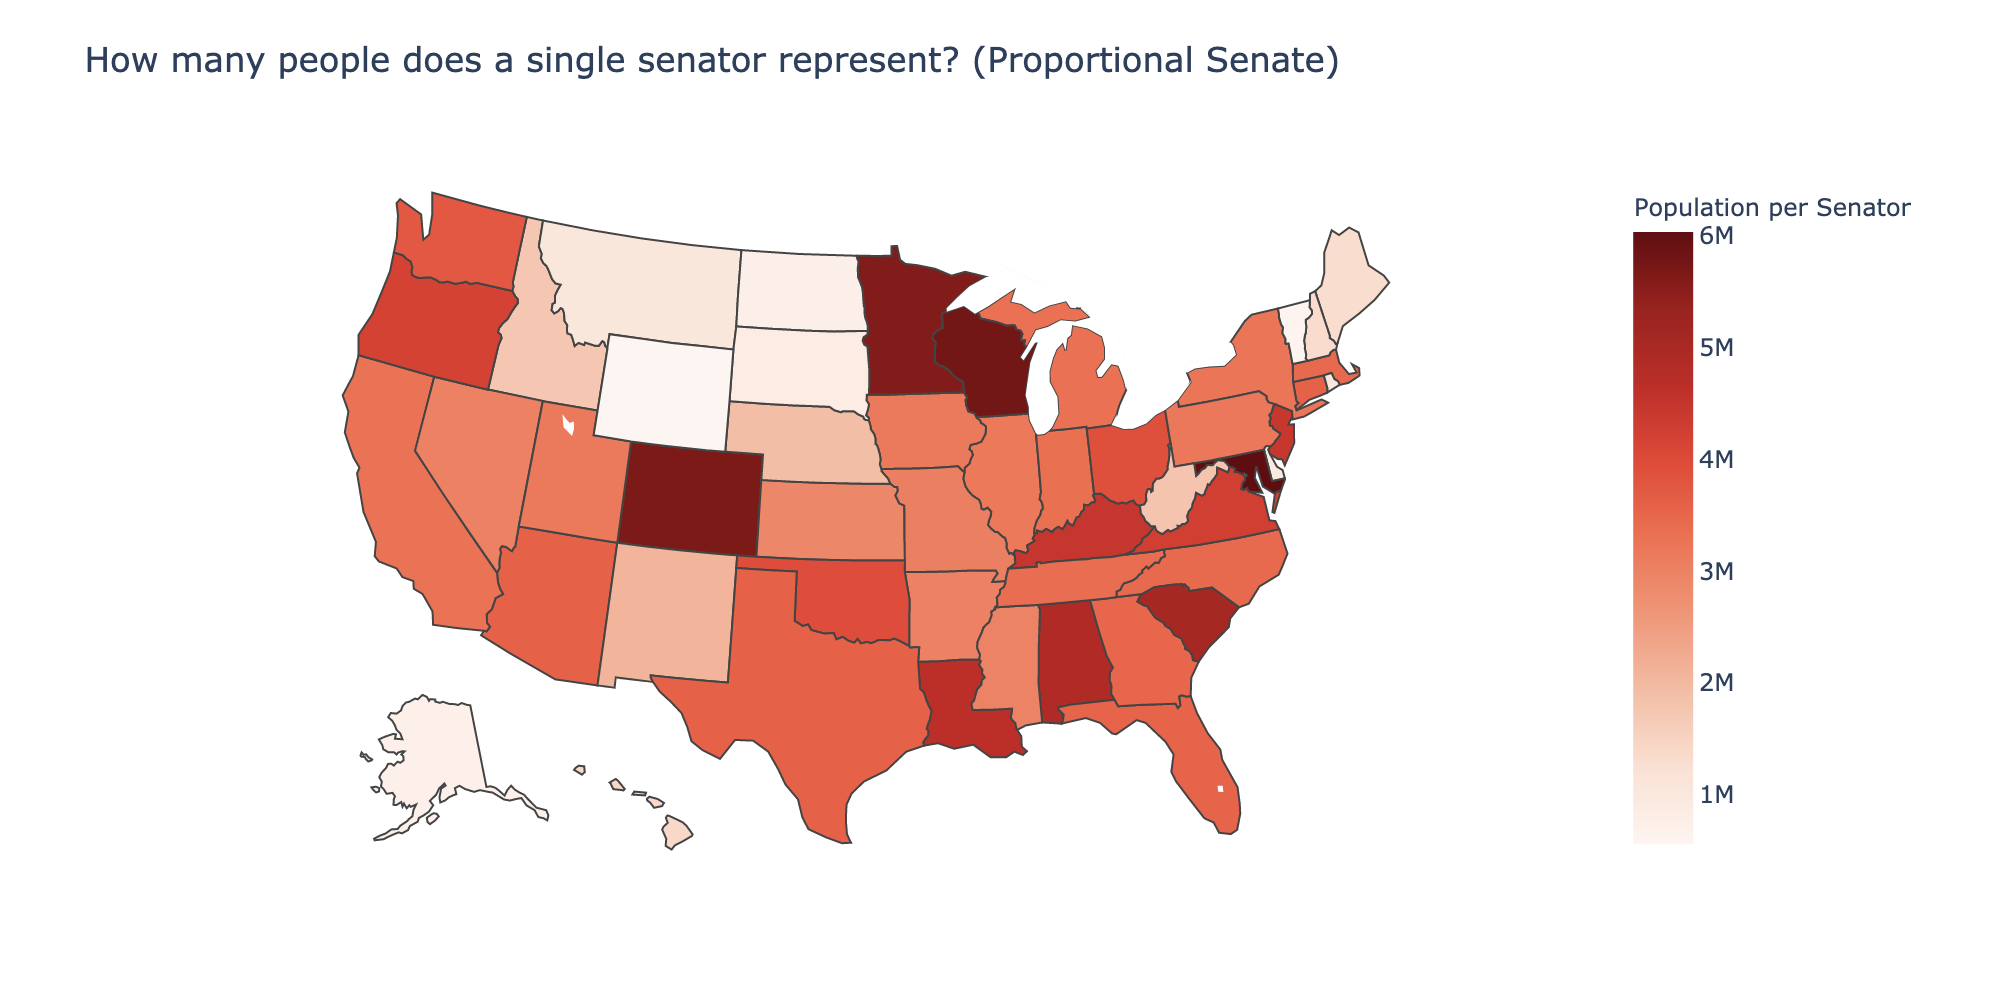 How many people does a single senator represent? (Proportional Senate)
Population per Senator
6M
5M
4M
3M
2M
1M